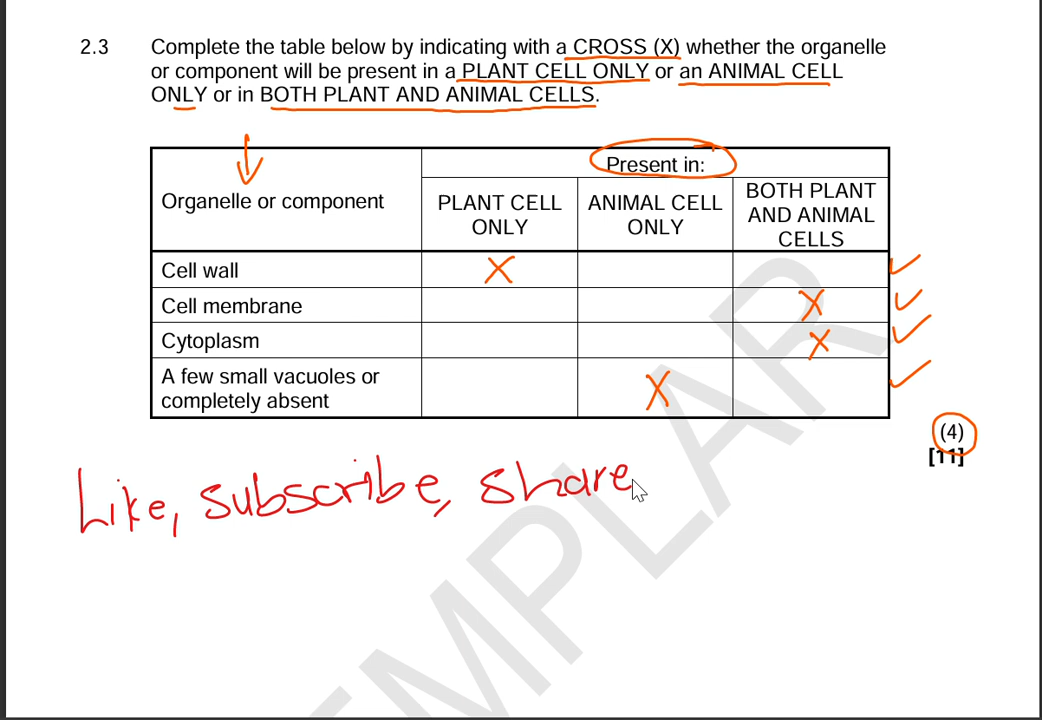 2.3 Complete the table below by indicating with a CROSS (X) whether the organelle
or component will be present in a PLANT CELL ONLY or an ANIMAL CELL
ONLY or in BOTH PLANT AND ANIMAL CELLS.
Present in:
Organelle or component
PLANT CELL ONLY
ANIMAL CELL ONLY
BOTH PLANT AND ANIMAL CELLS
Cell wall X
Cell membrane X
Cytoplasm X
A few small vacuoles or
completely absent X
(4)
[11]
Like, subscribe, share
EMPLAR